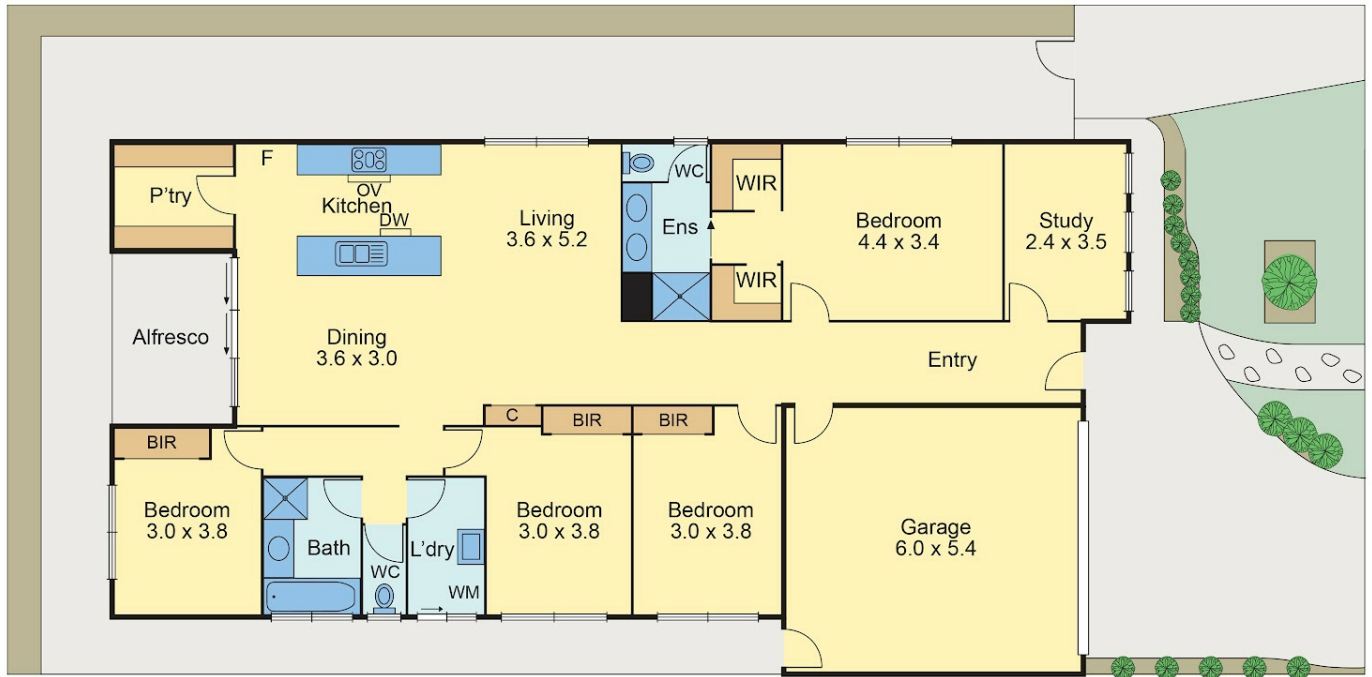 F
OV
Kitchen
DW
P'try
Living
3.6 x 5.2
WC
Ens
WIR
WIR
Bedroom
4.4 x 3.4
Study
2.4 x 3.5
Alfresco
Dining
3.6 x 3.0
Entry
BIR
C
BIR
BIR
Bedroom
3.0 x 3.8
Bath
WC
L'dry
WM
Bedroom
3.0 x 3.8
Bedroom
3.0 x 3.8
Garage
6.0 x 5.4